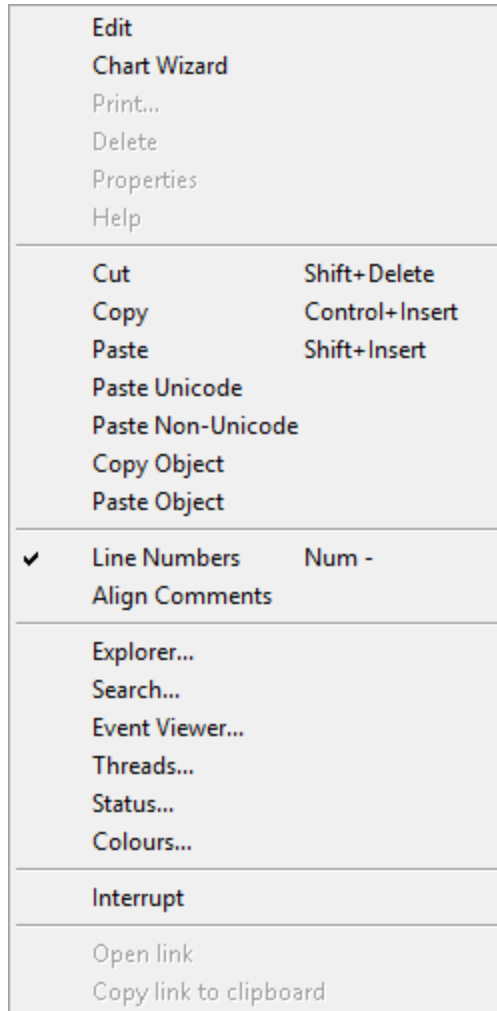 Edit
Chart Wizard
Print...
Delete
Properties
Help
Cut Shift+Delete
Copy Control+Insert
Paste Shift+Insert
Paste Unicode
Paste Non-Unicode
Copy Object
Paste Object
Line Numbers Num -
Align Comments
Explorer...
Search...
Event Viewer...
Threads...
Status...
Colours...
Interrupt
Open link
Copy link to clipboard